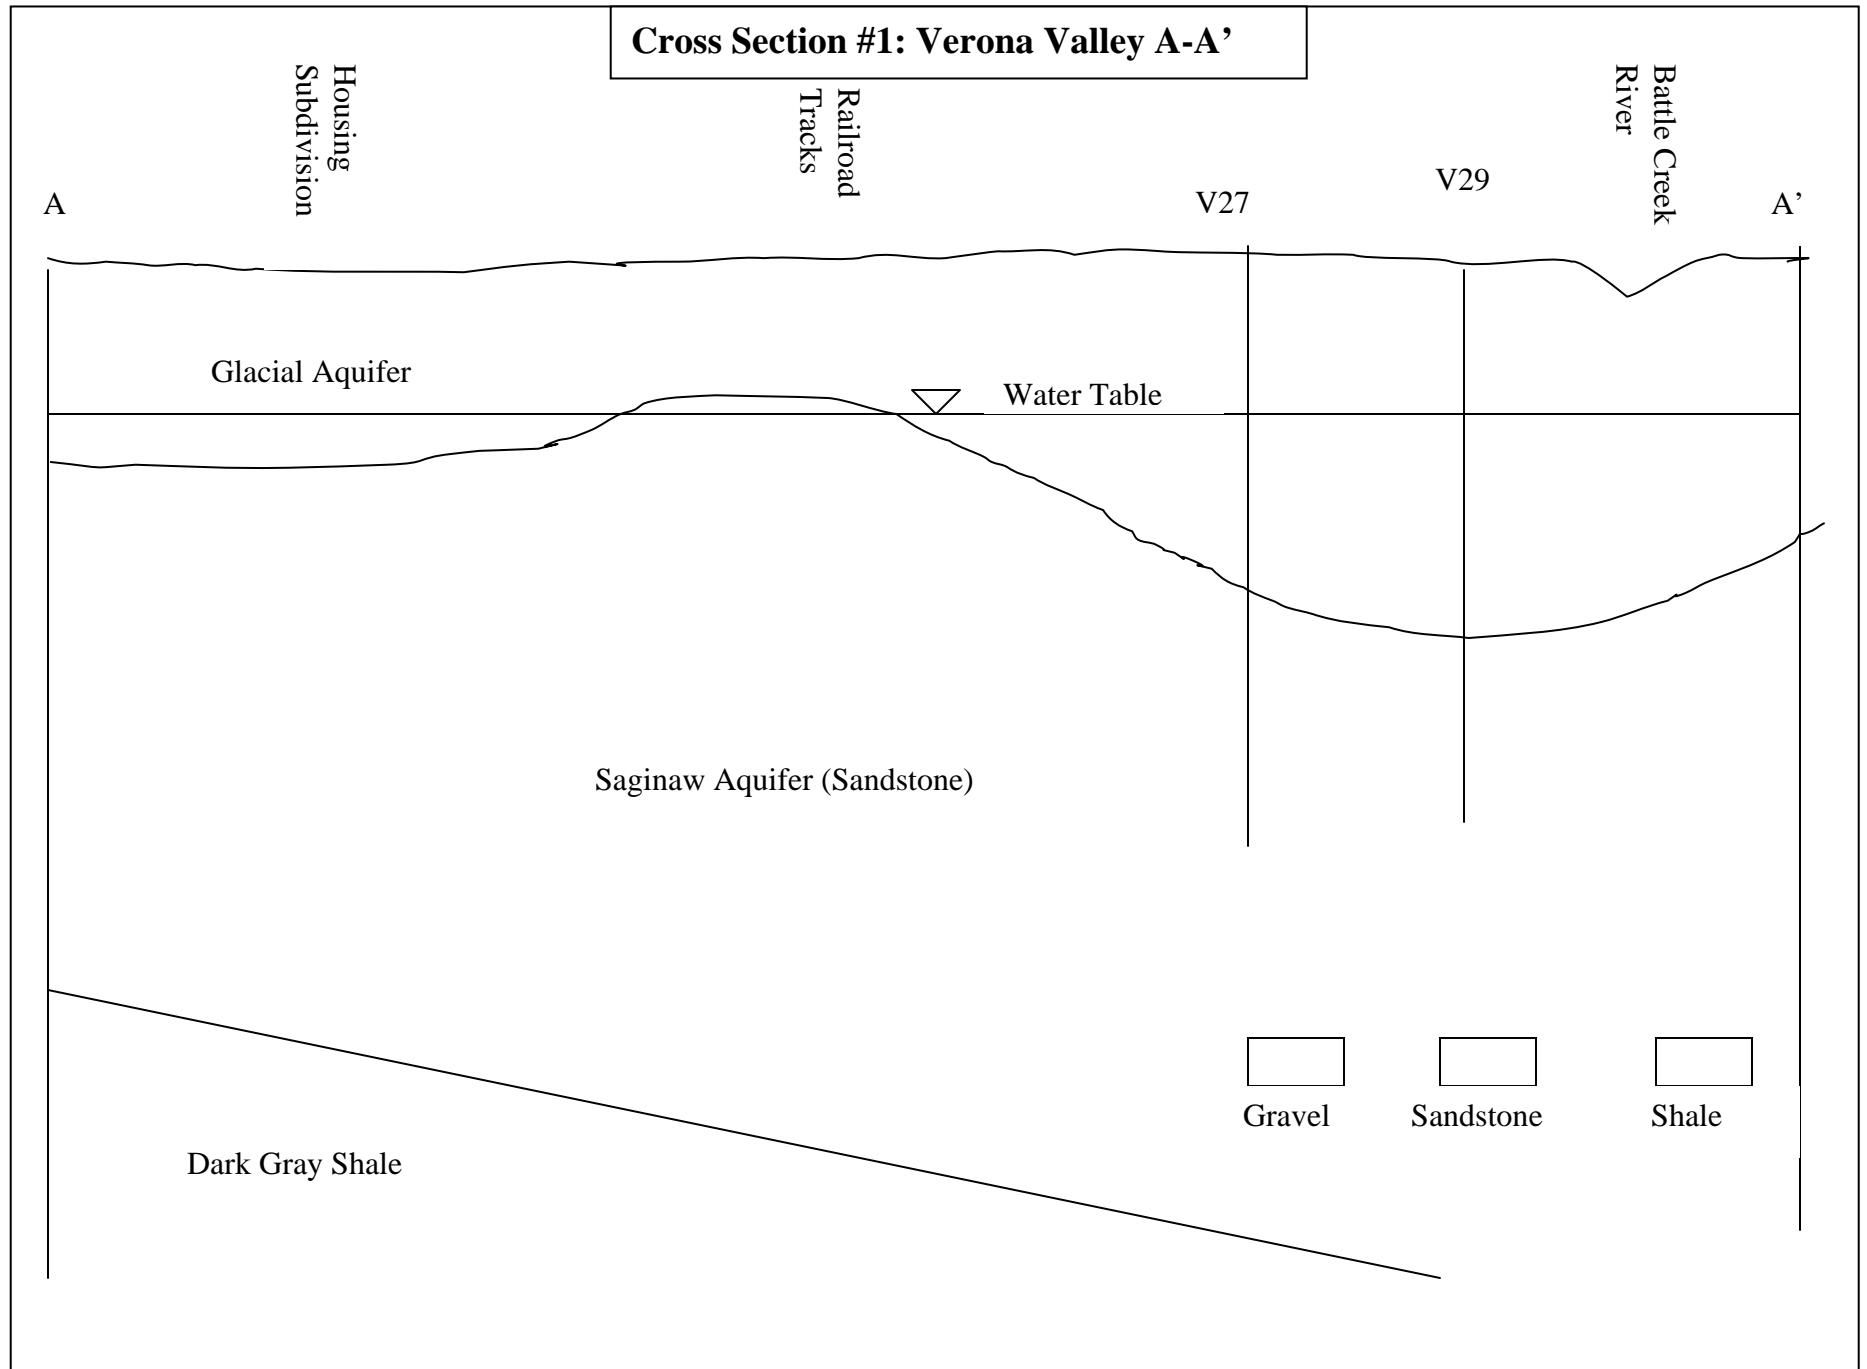 Cross Section #1: Verona Valley A-A’
Housing
Subdivision
Railroad
Tracks
Battle Creek
River
A
V27
V29
A’
Glacial Aquifer
Water Table
Saginaw Aquifer (Sandstone)
Gravel
Sandstone
Shale
Dark Gray Shale